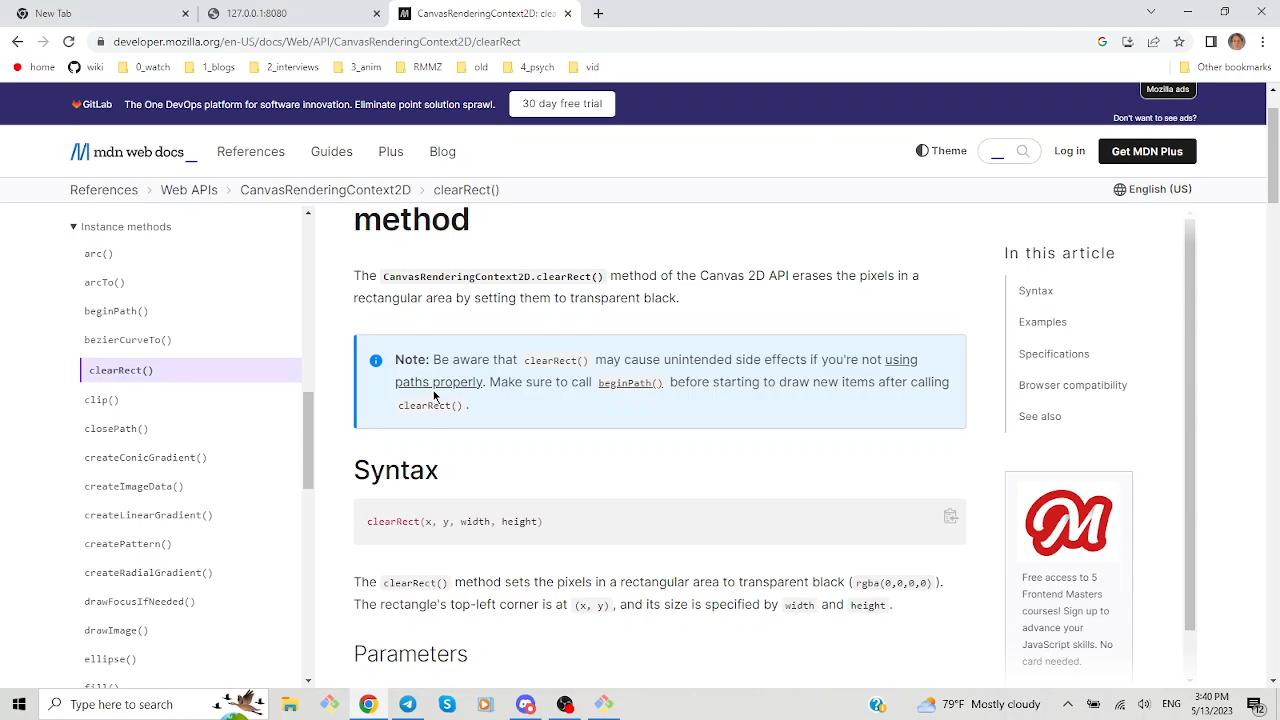 New Tab
127.0.0.1:8080
CanvasRenderingContext2D: clea
developer.mozilla.org/en-US/docs/Web/API/CanvasRenderingContext2D/clearRect
home
wiki
0_watch
1_blogs
2_interviews
3_anim
RMMZ
old
4_psych
vid
Other bookmarks
GitLab
The One DevOps platform for software innovation. Eliminate point solution sprawl.
30 day free trial
Mozilla ads
Don't want to see ads?
mdn web docs_
References
Guides
Plus
Blog
Theme
Log in
Get MDN Plus
References › Web APIs › CanvasRenderingContext2D › clearRect()
English (US)
▼ Instance methods
arc()
arcTo()
beginPath()
bezierCurveTo()
clearRect()
clip()
closePath()
createConicGradient()
createImageData()
createLinearGradient()
createPattern()
createRadialGradient()
drawFocusIfNeeded()
drawImage()
ellipse()
fill()
method
The CanvasRenderingContext2D.clearRect() method of the Canvas 2D API erases the pixels in a
rectangular area by setting them to transparent black.
Note: Be aware that clearRect() may cause unintended side effects if you're not using
paths properly. Make sure to call beginPath() before starting to draw new items after calling
clearRect().
Syntax
clearRect(x, y, width, height)
The clearRect() method sets the pixels in a rectangular area to transparent black (rgba(0,0,0,0)).
The rectangle's top-left corner is at (x, y), and its size is specified by width and height.
Parameters
In this article
Syntax
Examples
Specifications
Browser compatibility
See also
Free access to 5
Frontend Masters
courses! Sign up to
advance your
JavaScript skills. No
card needed.
Type here to search
79°F Mostly cloudy
ENG
3:40 PM
5/13/2023
12